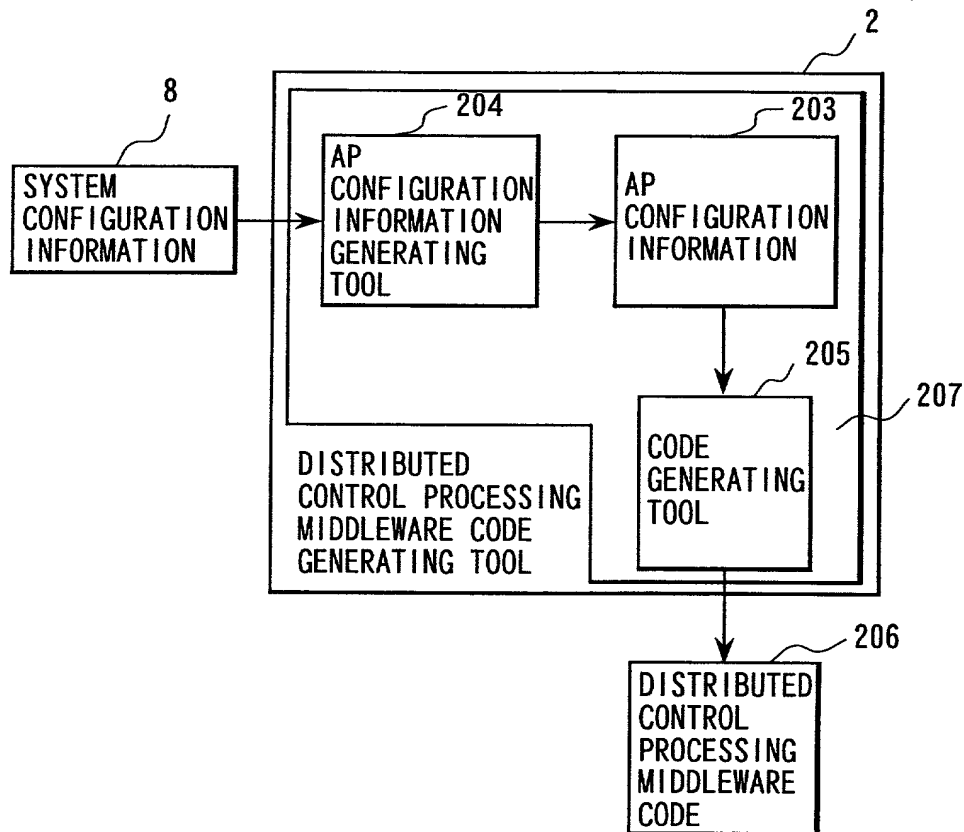 2
8
204
203
SYSTEM
CONFIGURATION
INFORMATION
AP
CONFIGURATION
INFORMATION
GENERATING
TOOL
AP
CONFIGURATION
INFORMATION
205
207
CODE
GENERATING
TOOL
DISTRIBUTED
CONTROL PROCESSING
MIDDLEWARE CODE
GENERATING TOOL
206
DISTRIBUTED
CONTROL
PROCESSING
MIDDLEWARE
CODE